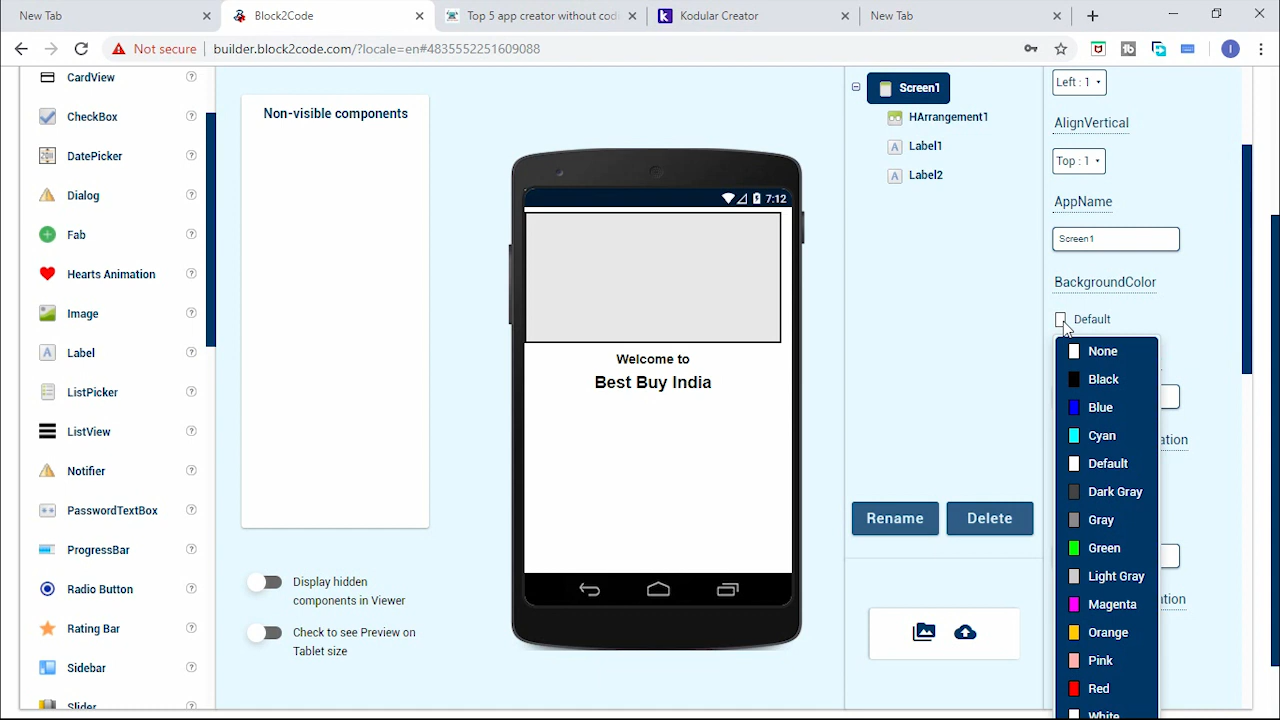 New Tab
Block2Code
Top 5 app creator without codi
Kodular Creator
New Tab
Not secure
builder.block2code.com/?locale=en#4835552251609088
CardView
CheckBox
DatePicker
Dialog
Fab
Hearts Animation
Image
Label
ListPicker
ListView
Notifier
PasswordTextBox
ProgressBar
Radio Button
Rating Bar
Sidebar
Slider
Non-visible components
Display hidden
components in Viewer
Check to see Preview on
Tablet size
7:12
Welcome to
Best Buy India
Screen1
HArrangement1
Label1
Label2
Rename
Delete
Left : 1
AlignVertical
Top : 1
AppName
Screen1
BackgroundColor
Default
None
Black
Blue
Cyan
Default
Dark Gray
Gray
Green
Light Gray
Magenta
Orange
Pink
Red
White